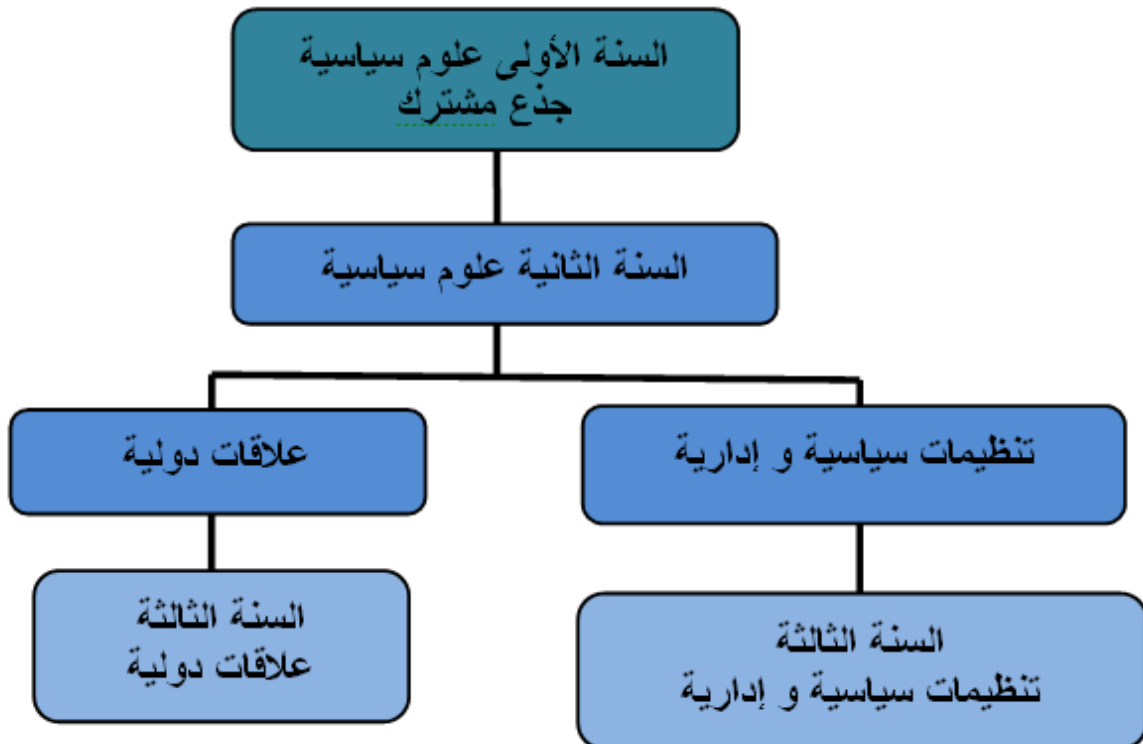 السنة الأولى علوم سياسية
جذع مشترك
السنة الثانية علوم سياسية
تنظيمات سياسية و إدارية
علاقات دولية
السنة الثالثة
تنظيمات سياسية و إدارية
السنة الثالثة
علاقات دولية